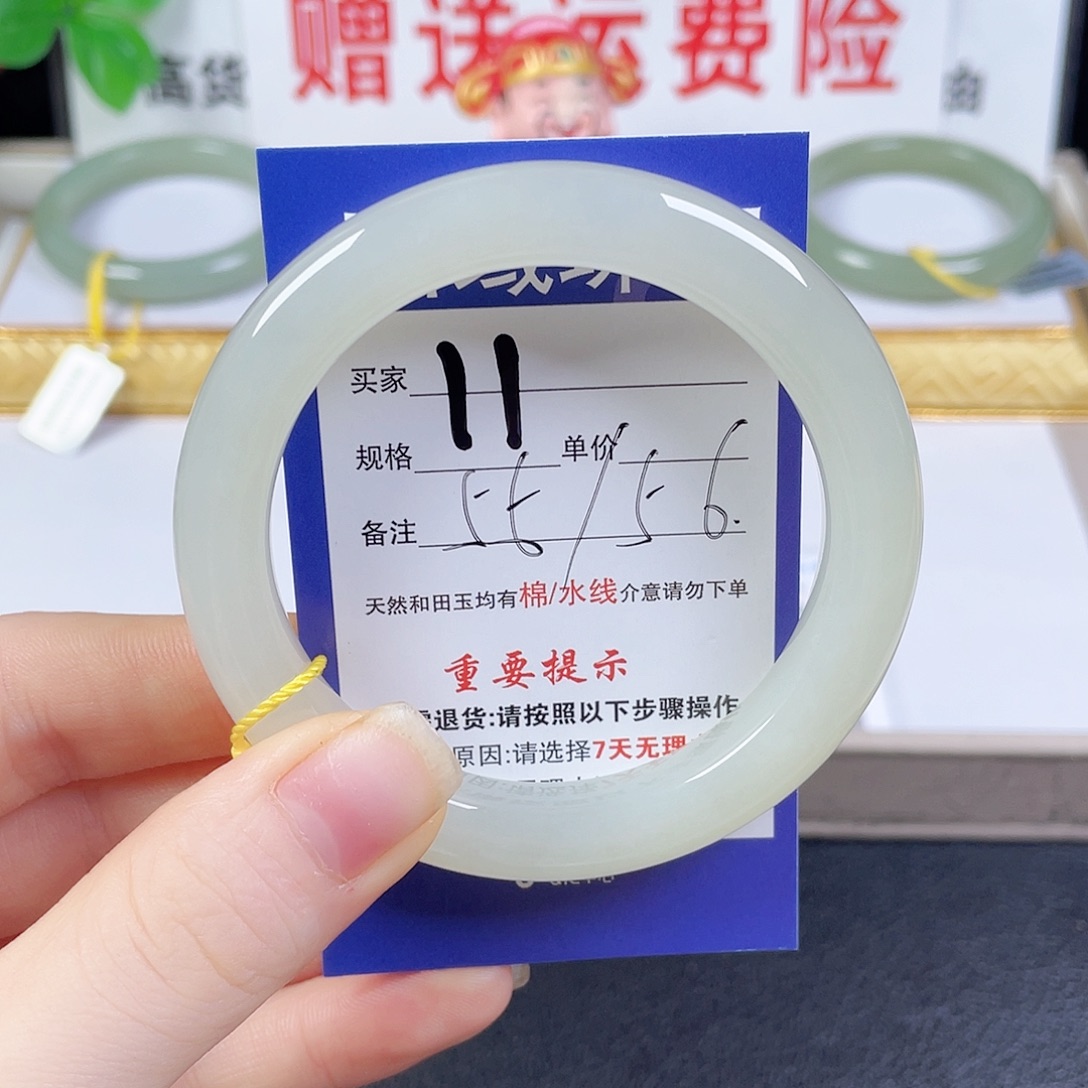 赠送运费险
高货
买家 11
规格 单价
备注 56/56.
天然和田玉均有棉/水线介意请勿下单
重要提示
退货:请按照以下步骤操作
原因:请选择7天无理